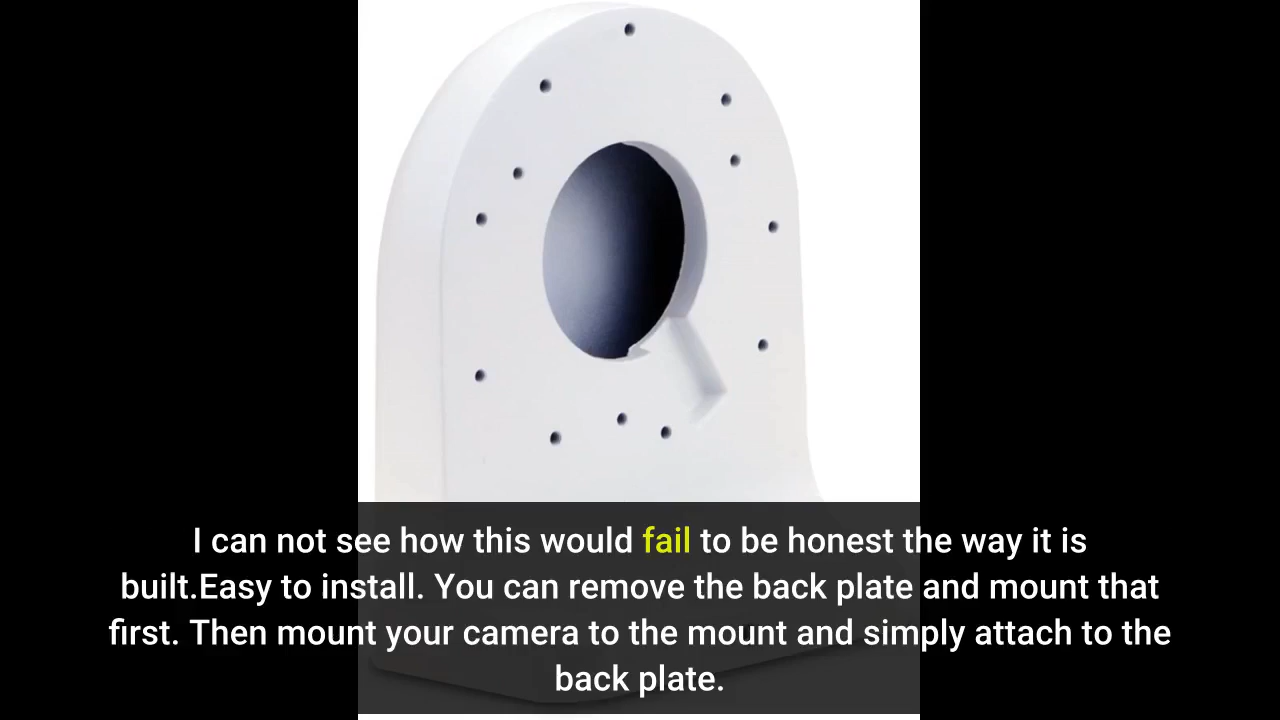 I can not see how this would fail to be honest the way it is
built.Easy to install. You can remove the back plate and mount that
first. Then mount your camera to the mount and simply attach to the
back plate.